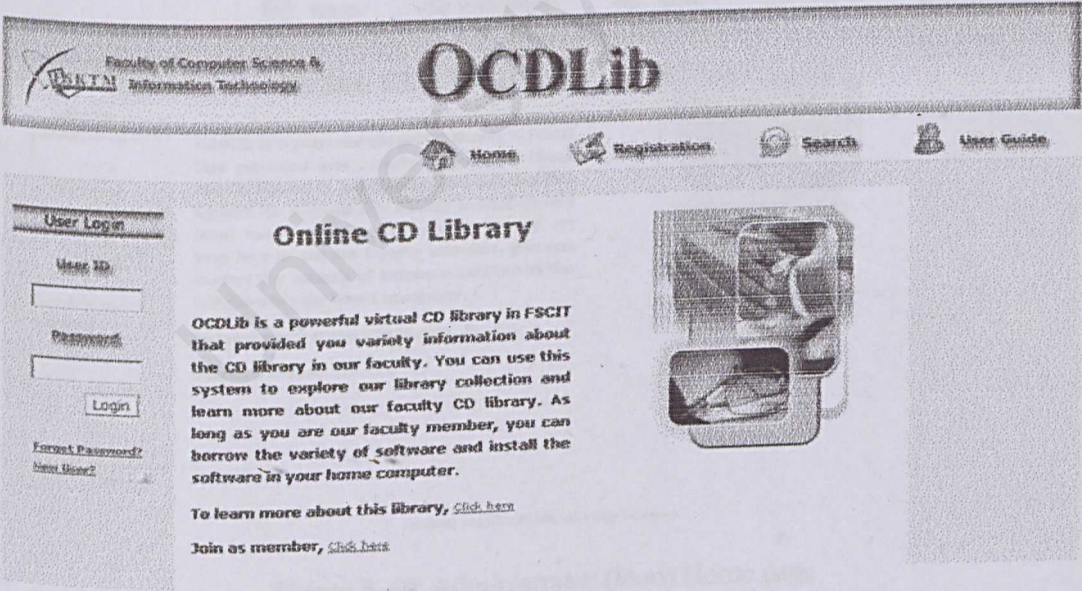 Faculty of Computer Science &
Information Technology
FSKTM
OCDLib
Home Registration Search User Guide
User Login
User ID
Password
Login
Forget Password?
New User?
Online CD Library
OCDLib is a powerful virtual CD library in FSCIT
that provided you variety information about
the CD library in our faculty. You can use this
system to explore our library collection and
learn more about our faculty CD library. As
long as you are our faculty member, you can
borrow the variety of software and install the
software in your home computer.
To learn more about this library, Click here
Join as member, Click here